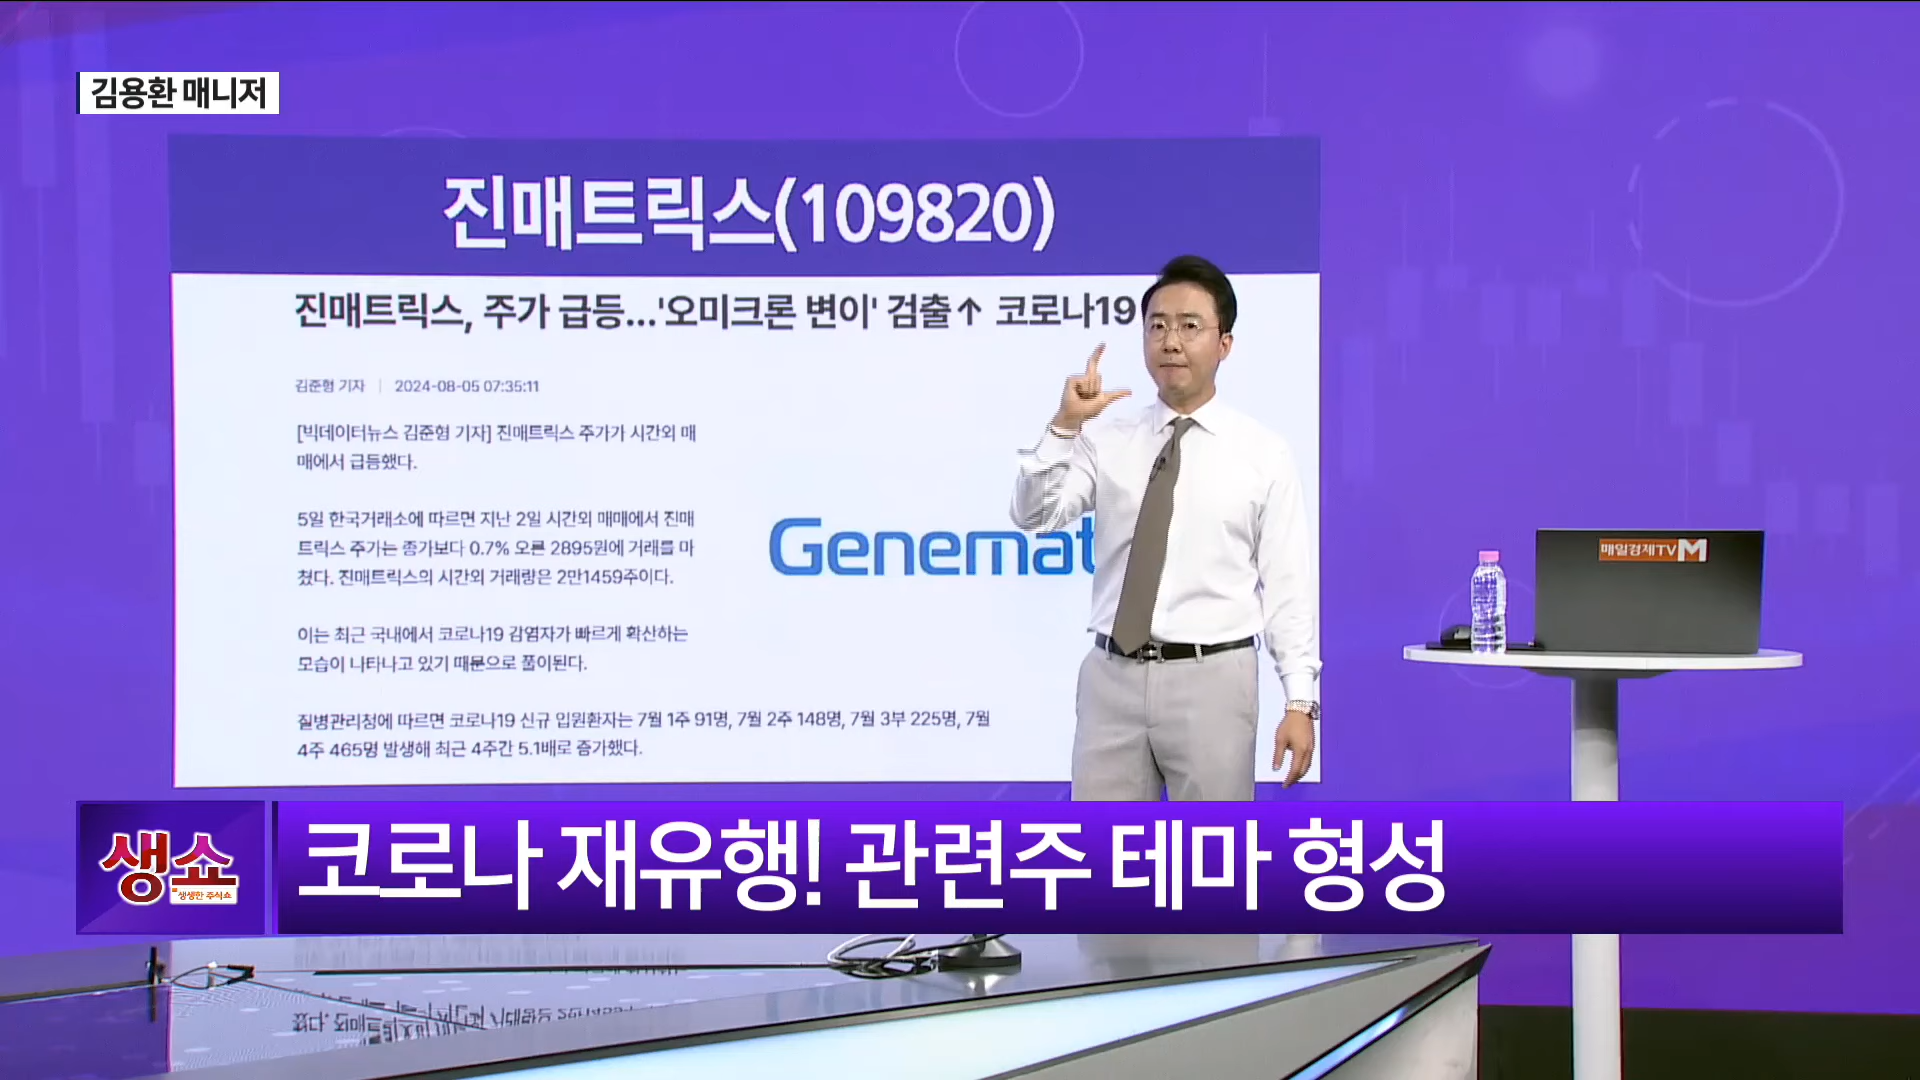 김용환 매니저
진매트릭스(109820)
진매트릭스, 주가 급등...'오미크론 변이' 검출↑ 코로나19
김준형 기자 | 2024-08-05 07:35:11
[빅데이터뉴스 김준형 기자] 진매트릭스 주가가 시간외 매
매에서 급등했다.
5일 한국거래소에 따르면 지난 2일 시간외 매매에서 진매
트릭스 주가는 종가보다 0.7% 오른 2895원에 거래를 마
쳤다. 진매트릭스의 시간외 거래량은 2만1459주이다.
이는 최근 국내에서 코로나19 감염자가 빠르게 확산하는
모습이 나타나고 있기 때문으로 풀이된다.
질병관리청에 따르면 코로나19 신규 입원환자는 7월 1주 91명, 7월 2주 148명, 7월 3부 225명, 7월
4주 465명 발생해 최근 4주간 5.1배로 증가했다.
Genemat
매일경제TV M
생쇼
생생한 주식쇼
코로나 재유행! 관련주 테마 형성